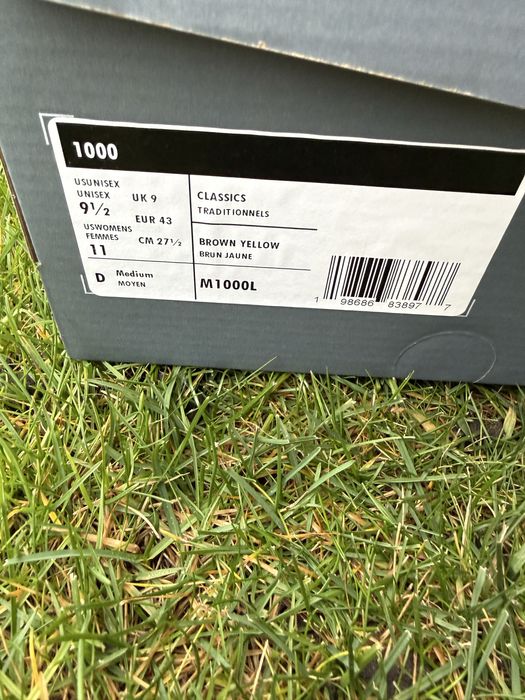 1000
USUNISEX
UNISEX
9½
UK 9
EUR 43
USWOMENS
FEMMES
11
CM 27½
D Medium
MOYEN
CLASSICS
TRADITIONNELS
BROWN YELLOW
BRUN JAUNE
M1000L
1 98686 83897 7